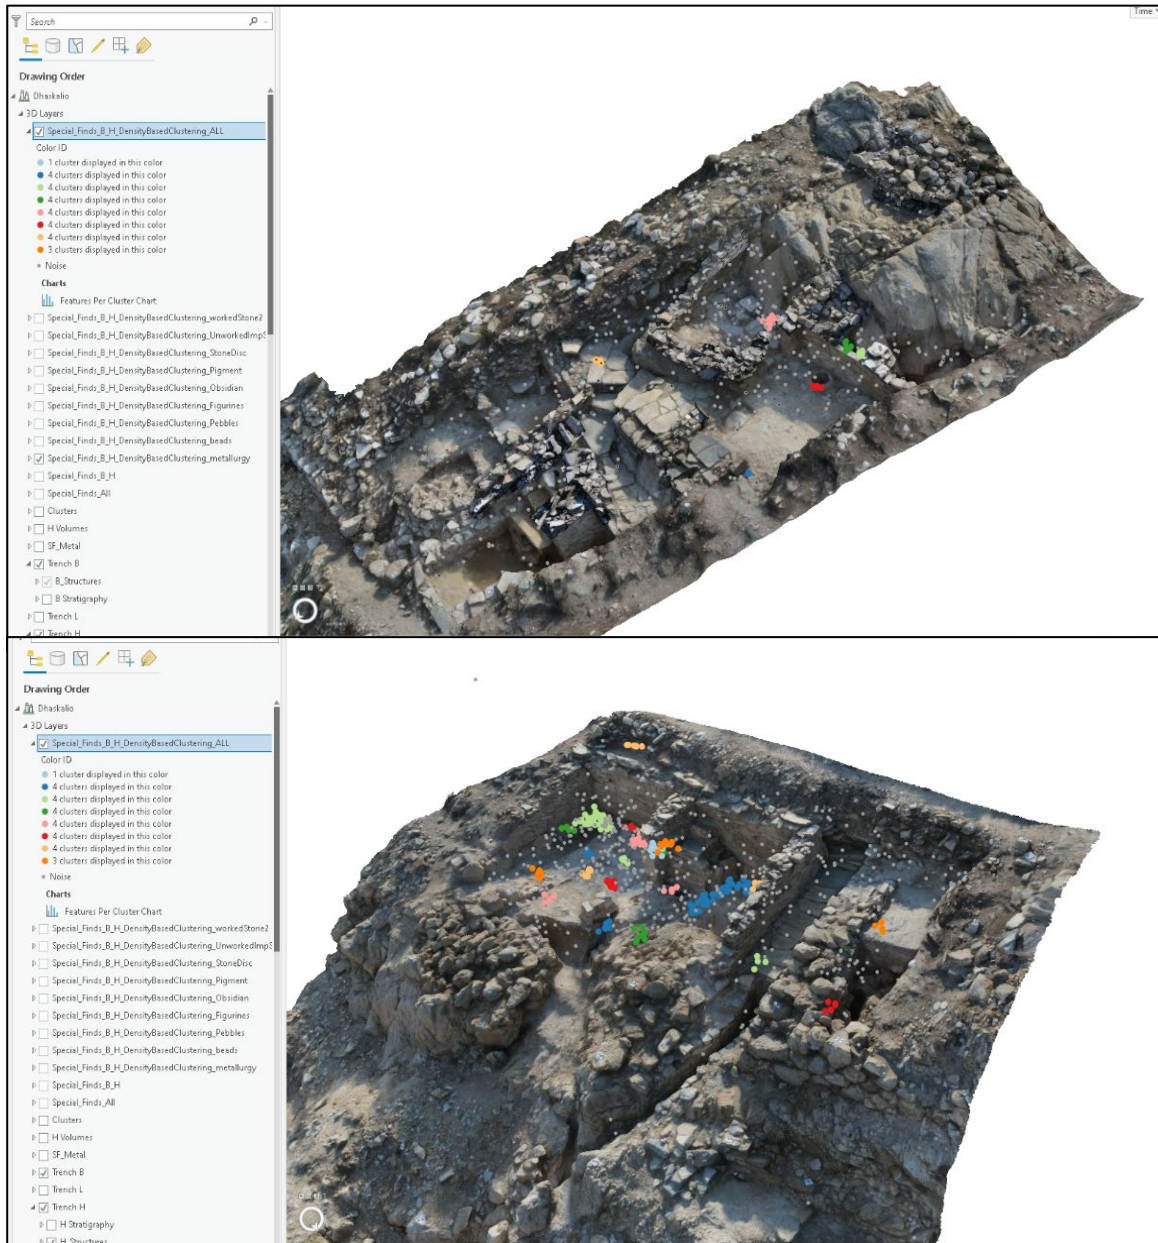 Search
Time
Drawing Order
Dhaskalio
3D Layers
Special_Finds_B_H_DensityBasedClustering_ALL
Color ID
1 cluster displayed in this color
4 clusters displayed in this color
4 clusters displayed in this color
4 clusters displayed in this color
4 clusters displayed in this color
4 clusters displayed in this color
4 clusters displayed in this color
3 clusters displayed in this color
Noise
Charts
Features Per Cluster Chart
Special_Finds_B_H_DensityBasedClustering_workedStone2
Special_Finds_B_H_DensityBasedClustering_UnworkedImpS
Special_Finds_B_H_DensityBasedClustering_StoneDisc
Special_Finds_B_H_DensityBasedClustering_Pigment
Special_Finds_B_H_DensityBasedClustering_Obsidian
Special_Finds_B_H_DensityBasedClustering_Figurines
Special_Finds_B_H_DensityBasedClustering_Pebbles
Special_Finds_B_H_DensityBasedClustering_beads
Special_Finds_B_H_DensityBasedClustering_metallurgy
Special_Finds_B_H
Special_Finds_All
Clusters
H Volumes
SF_Metal
Trench B
B_Structures
B Stratigraphy
Trench L
Trench H
Drawing Order
Dhaskalio
3D Layers
Special_Finds_B_H_DensityBasedClustering_ALL
Color ID
1 cluster displayed in this color
4 clusters displayed in this color
4 clusters displayed in this color
4 clusters displayed in this color
4 clusters displayed in this color
4 clusters displayed in this color
4 clusters displayed in this color
3 clusters displayed in this color
Noise
Charts
Features Per Cluster Chart
Special_Finds_B_H_DensityBasedClustering_workedStone2
Special_Finds_B_H_DensityBasedClustering_UnworkedImpS
Special_Finds_B_H_DensityBasedClustering_StoneDisc
Special_Finds_B_H_DensityBasedClustering_Pigment
Special_Finds_B_H_DensityBasedClustering_Obsidian
Special_Finds_B_H_DensityBasedClustering_Figurines
Special_Finds_B_H_DensityBasedClustering_Pebbles
Special_Finds_B_H_DensityBasedClustering_beads
Special_Finds_B_H_DensityBasedClustering_metallurgy
Special_Finds_B_H
Special_Finds_All
Clusters
H Volumes
SF_Metal
Trench B
Trench L
Trench H
H Stratigraphy
H_Structures